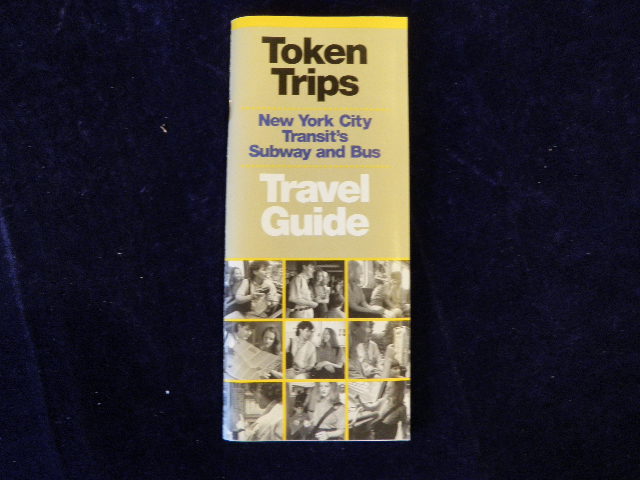 Token
Trips
New York City
Transit's
Subway and Bus
Travel
Guide